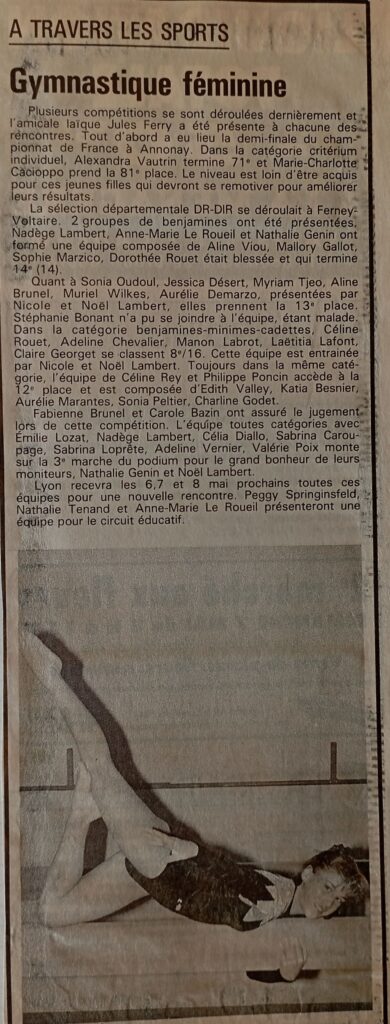 A TRAVERS LES SPORTS
Gymnastique féminine
Plusieurs compétitions se sont déroulées dernièrement et
l'amicale laïque Jules Ferry a été présente à chacune des
rencontres. Tout d'abord a eu lieu la demi-finale du cham-
pionnat de France à Annonay. Dans la catégorie critérium
individuel, Alexandra Vautrin termine 71e et Marie-Charlotte
Cacioppo prend la 81e place. Le niveau est loin d'être acquis
pour ces jeunes filles qui devront se remotiver pour améliorer
leurs résultats.
La sélection départementale DR-DIR se déroulait à Ferney-
Voltaire. 2 groupes de benjamines ont été présentées,
Nadège Lambert, Anne-Marie Le Roueil et Nathalie Genin ont
formé une équipe composée de Aline Viou, Mallory Gallot,
Sophie Marzico, Dorothée Rouet était blessée et qui termine
14e (14).
Quant à Sonia Oudoul, Jessica Désert, Myriam Tjeo, Aline
Brunel, Muriel Wilkes, Aurélie Demarzo, présentées par
Nicole et Noël Lambert, elles prennent la 13e place.
Stéphanie Bonant n'a pu se joindre à l'équipe, étant malade.
Dans la catégorie benjamines-minimes-cadettes, Céline
Rouet, Adeline Chevalier, Manon Labrot, Laëtitia Lafont,
Claire Georget se classent 8e/16. Cette équipe est entrainée
par Nicole et Noël Lambert. Toujours dans la même caté-
gorie, l'équipe de Céline Rey et Philippe Poncin accède à la
12e place et est composée d'Edith Valley, Katia Besnier,
Aurélie Marantes, Sonia Peltier, Charline Godet.
Fabienne Brunel et Carole Bazin ont assuré le jugement
lors de cette compétition. L'équipe toutes catégories avec
Émilie Lozat, Nadège Lambert, Célia Diallo, Sabrina Carou-
page, Sabrina Loprête, Adeline Vernier, Valérie Poix monte
sur la 3e marche du podium pour le grand bonheur de leurs
moniteurs, Nathalie Genin et Noël Lambert.
Lyon recevra les 6,7 et 8 mai prochains toutes ces
équipes pour une nouvelle rencontre. Peggy Springinsfeld,
Nathalie Tenand et Anne-Marie Le Roueil présenteront une
équipe pour le circuit éducatif.